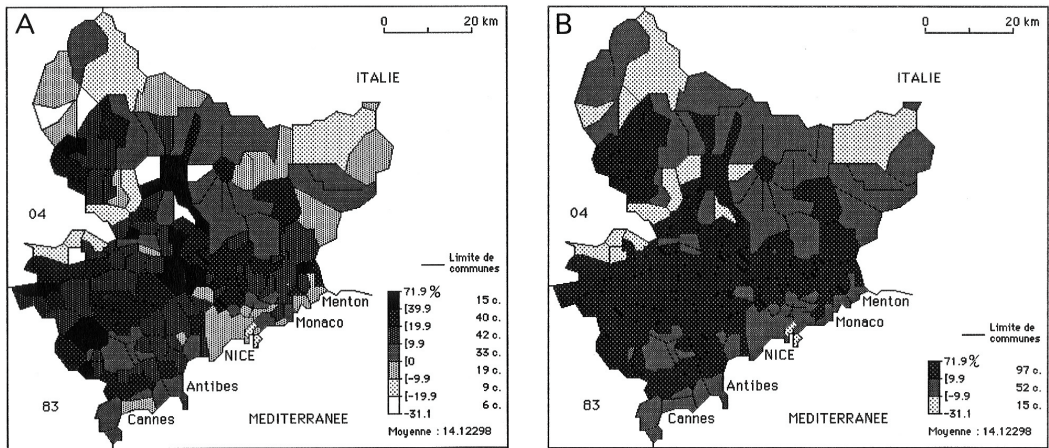 A
0 20 km
ITALIE
04
Limite de
communes
71.9 % 15 c.
[39.9 40 c.
[19.9 42 c.
[9.9 33 c.
[0 19 c.
[-9.9 9 c.
[-19.9 6 c.
-31.1
Moyenne : 14.12298
Menton
Monaco
NICE
Antibes
83
Cannes
MEDITERRANEE
B
0 20 km
ITALIE
04
Menton
Monaco
Limite de
communes
NICE
71.9% 97 c.
[9.9 52 c.
[-9.9 15 c.
-31.1
Antibes
83
Cannes
MEDITERRANEE
Moyenne : 14.12298